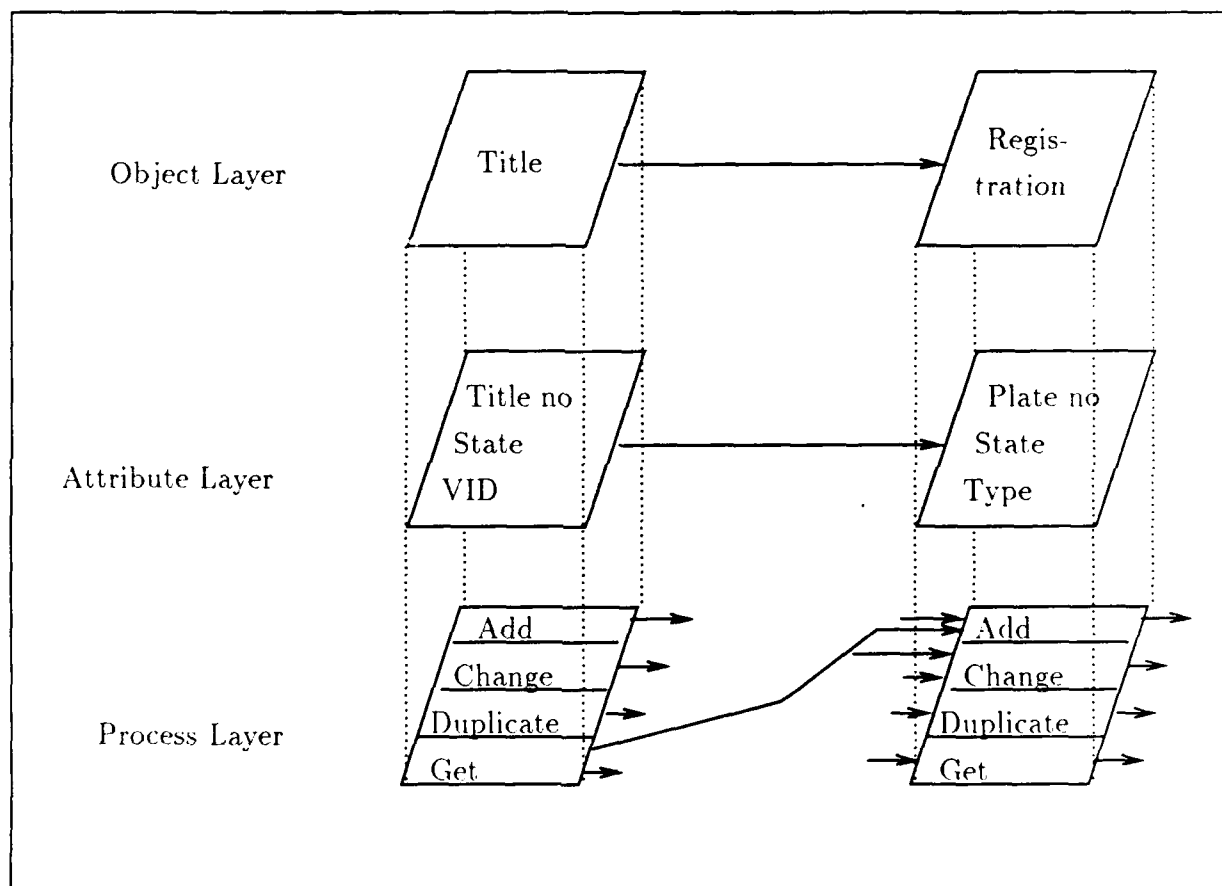 Object Layer
Title
Regis-
tration
Attribute Layer
Title no
State
VID
Plate no
State
Type
Process Layer
Add
Change
Duplicate
Get
Add
Change
Duplicate
Get